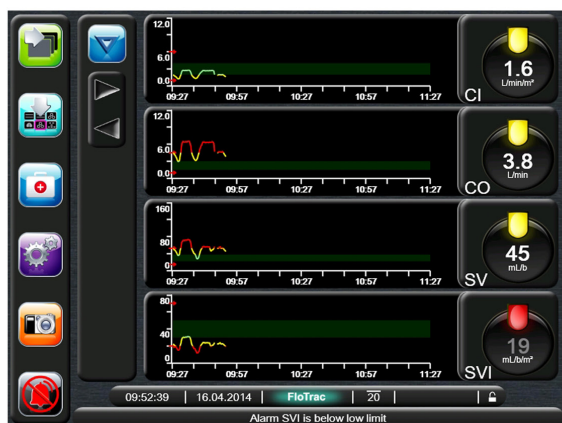 12.0
6.0
0.0
09:27 09:57 10:27 10:57 11:27
CI
1.6
L/min/m²
12.0
6.0
0.0
09:27 09:57 10:27 10:57 11:27
CO
3.8
L/min
160
80
0
09:27 09:57 10:27 10:57 11:27
SV
45
mL/b
80
40
0
09:27 09:57 10:27 10:57 11:27
SVI
19
mL/b/m²
09:52:39 | 16.04.2014 | FloTrac | 20 |
Alarm SVI is below low limit